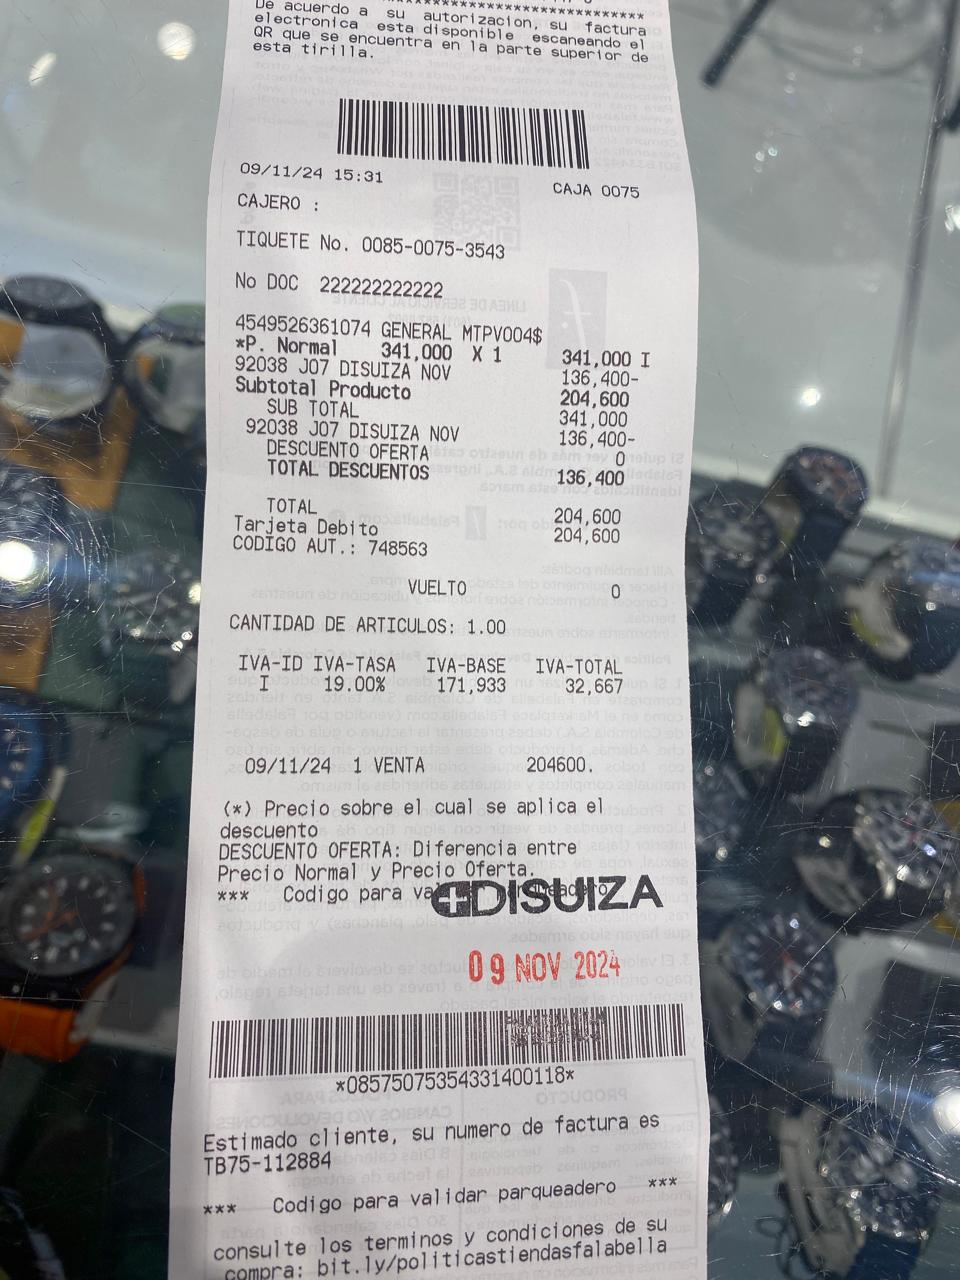 ****************************************
De acuerdo a su autorizacion, su factura
electronica esta disponible escaneando el
QR que se encuentra en la parte superior de
esta tirilla.
09/11/24 15:31 CAJA 0075
CAJERO :
TIQUETE No. 0085-0075-3543
No DOC 222222222222
4549526361074 GENERAL MTPV004$
*P. Normal 341,000 X 1 341,000 I
92038 J07 DISUIZA NOV 136,400-
Subtotal Producto 204,600
SUB TOTAL 341,000
92038 J07 DISUIZA NOV 136,400-
DESCUENTO OFERTA 0
TOTAL DESCUENTOS 136,400
TOTAL 204,600
Tarjeta Debito 204,600
CODIGO AUT.: 748563
VUELTO 0
CANTIDAD DE ARTICULOS: 1.00
IVA-ID IVA-TASA IVA-BASE IVA-TOTAL
I 19.00% 171,933 32,667
09/11/24 1 VENTA 204600.
(*) Precio sobre el cual se aplica el
descuento
DESCUENTO OFERTA: Diferencia entre
Precio Normal y Precio Oferta.
*** Codigo para
DISUIZA
09 NOV 2024
*08575075354331400118*
Estimado cliente, su numero de factura es
TB75-112884
*** Codigo para validar parqueadero ***
consulte los terminos y condiciones de su
compra: bit.ly/politicastiendasfalabella